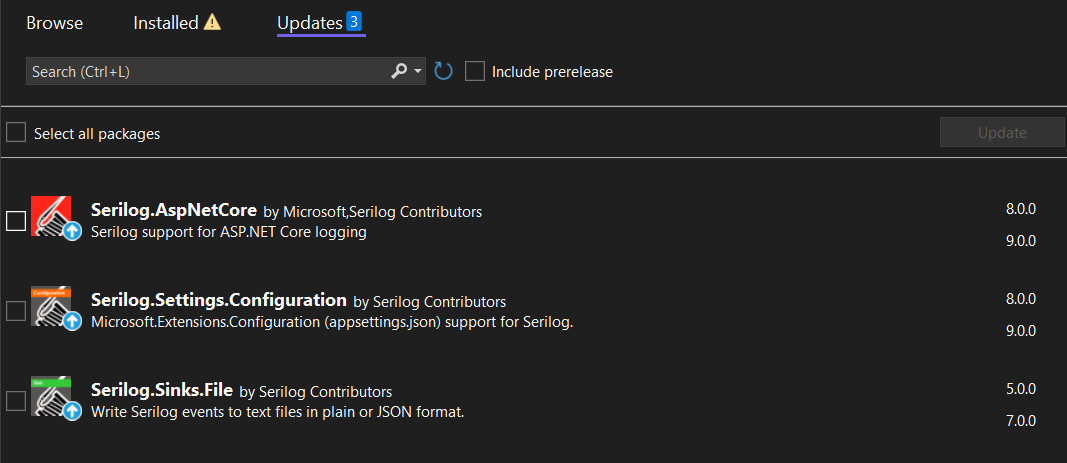 Browse Installed Updates 3
Search (Ctrl+L) Include prerelease
Select all packages Update
Serilog.AspNetCore by Microsoft,Serilog Contributors 8.0.0
Serilog support for ASP.NET Core logging 9.0.0
Configuration
Serilog.Settings.Configuration by Serilog Contributors 8.0.0
Microsoft.Extensions.Configuration (appsettings.json) support for Serilog. 9.0.0
Serilog.Sinks.File by Serilog Contributors 5.0.0
Write Serilog events to text files in plain or JSON format. 7.0.0